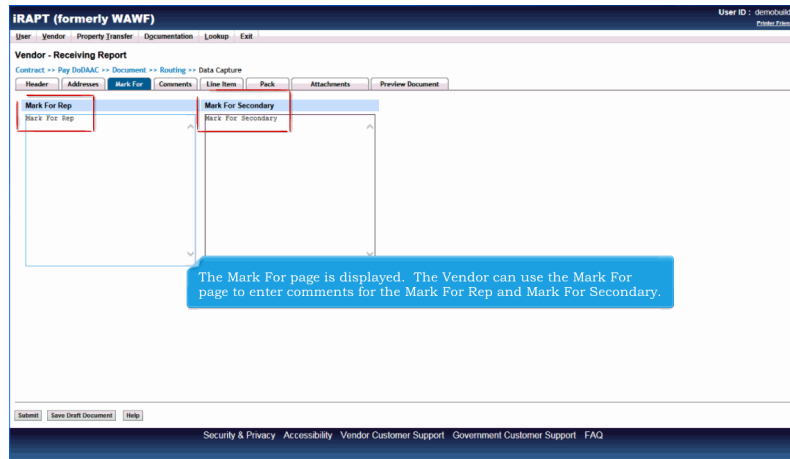 iRAPT (formerly WAWF)
User ID : demobuild
Printer Frien
User Vendor Property Transfer Documentation Lookup Exit
Vendor - Receiving Report
Contract >> Pay DoDAAC >> Document >> Routing >> Data Capture
Header Addresses Mark For Comments Line Item Pack Attachments Preview Document
Mark For Rep Mark For Secondary
Mark For Rep Mark For Secondary
The Mark For page is displayed. The Vendor can use the Mark For
page to enter comments for the Mark For Rep and Mark For Secondary.
Submit Save Draft Document Help
Security & Privacy Accessibility Vendor Customer Support Government Customer Support FAQ